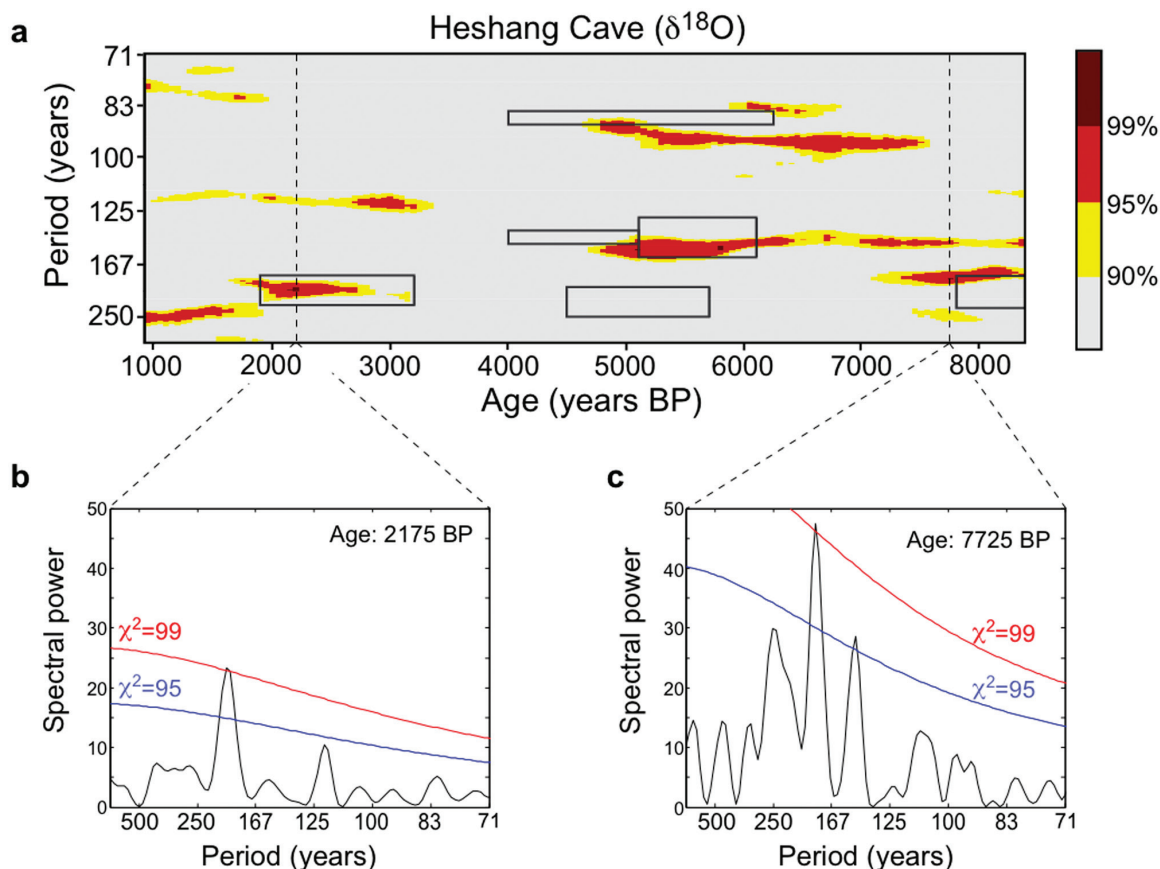 a
Heshang Cave (δ¹⁸O)
Period (years)
71
83
100
125
167
250
1000 2000 3000 4000 5000 6000 7000 8000
Age (years BP)
99%
95%
90%
b
Age: 2175 BP
Spectral power
50
40
30
20
10
0
χ²=99
χ²=95
500 250 167 125 100 83 71
Period (years)
c
Age: 7725 BP
Spectral power
50
40
30
20
10
0
χ²=99
χ²=95
500 250 167 125 100 83 71
Period (years)